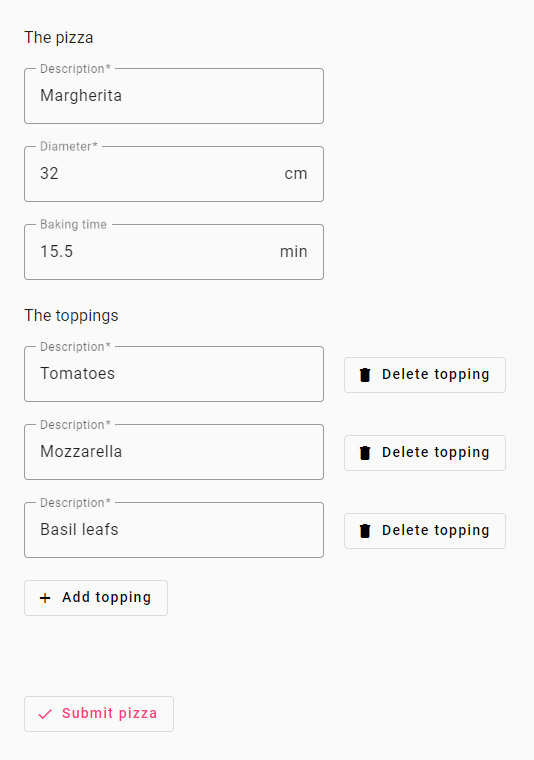 The pizza
Description*
Margherita
Diameter*
32 cm
Baking time
15.5 min
The toppings
Description*
Tomatoes
Delete topping
Description*
Mozzarella
Delete topping
Description*
Basil leafs
Delete topping
Add topping
Submit pizza